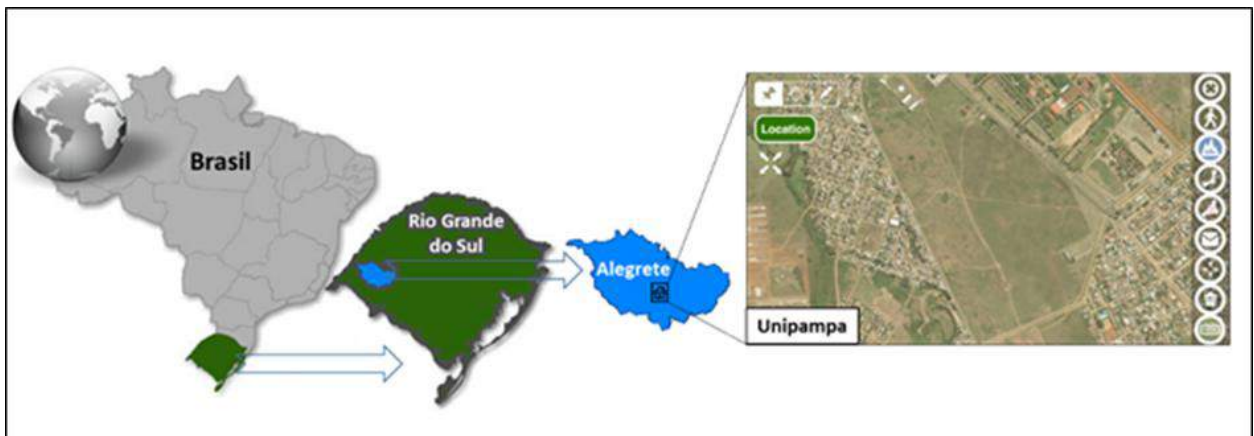 Brasil
Rio Grande
do Sul
Alegrete
Location
Unipampa